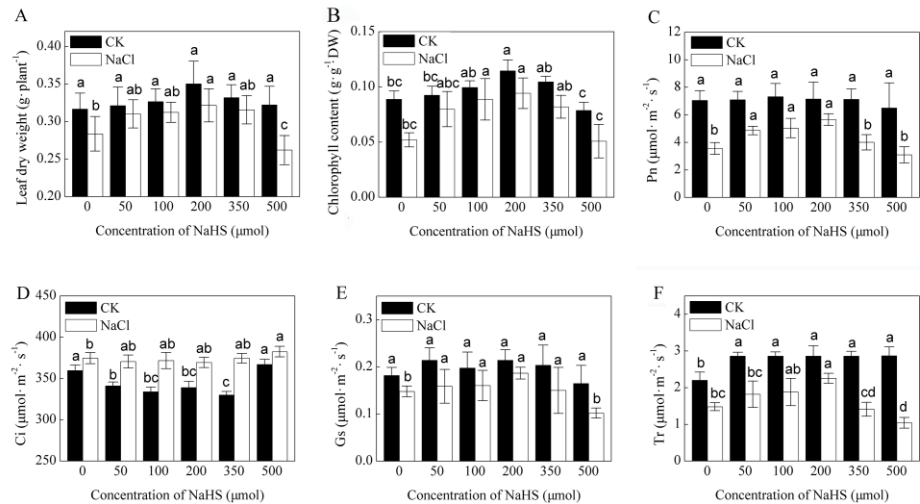 A
CK
NaCl
Leaf dry weight (g· plant⁻¹)
0.40
0.35
0.30
0.25
0.20
a b a ab a ab a a a ab a c
0 50 100 200 350 500
Concentration of NaHS (μmol)
B
CK
NaCl
Chlorophyll content (g·g⁻¹DW)
0.15
0.10
0.05
0.00
bc bc bc abc ab ab a a ab ab c c
0 50 100 200 350 500
Concentration of NaHS (μmol)
C
CK
NaCl
Pn (μmol· m⁻²· s⁻¹)
12
10
8
6
4
2
0
a b a a a a a a a b a b
0 50 100 200 350 500
Concentration of NaHS (μmol)
D
CK
NaCl
Ci (μmol· m⁻²· s⁻¹)
450
400
350
300
250
a a b ab bc ab bc ab c ab a a
0 50 100 200 350 500
Concentration of NaHS (μmol)
E
CK
NaCl
Gs (μmol· m⁻²· s⁻¹)
0.3
0.2
0.1
0.0
a b a a a a a a a a a c
0 50 100 200 350 500
Concentration of NaHS (μmol)
F
CK
NaCl
Tr (μmol· m⁻²· s⁻¹)
4
3
2
1
0
b bc a bc a ab a a a cd a d
0 50 100 200 350 500
Concentration of NaHS (μmol)